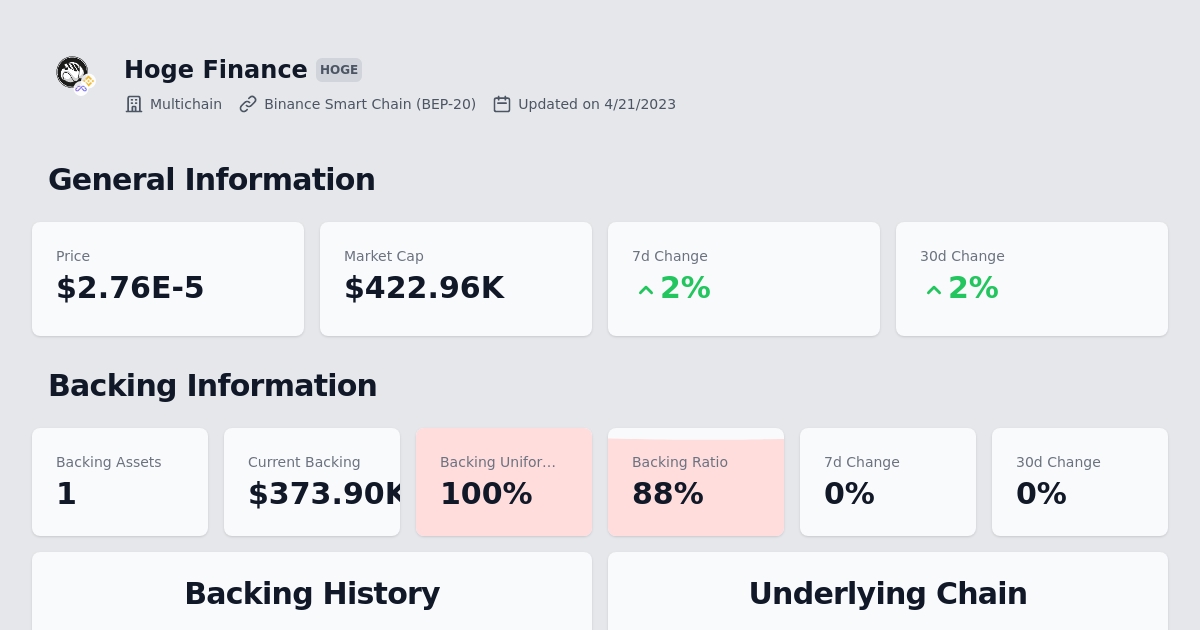 Hoge Finance HOGE
Multichain Binance Smart Chain (BEP-20) Updated on 4/21/2023
General Information
Price Market Cap 7d Change 30d Change
$2.76E-5 $422.96K 2% 2%
Backing Information
Backing Assets Current Backing Backing Unifor... Backing Ratio 7d Change 30d Change
1 $373.90K 100% 88% 0% 0%
Backing History Underlying Chain